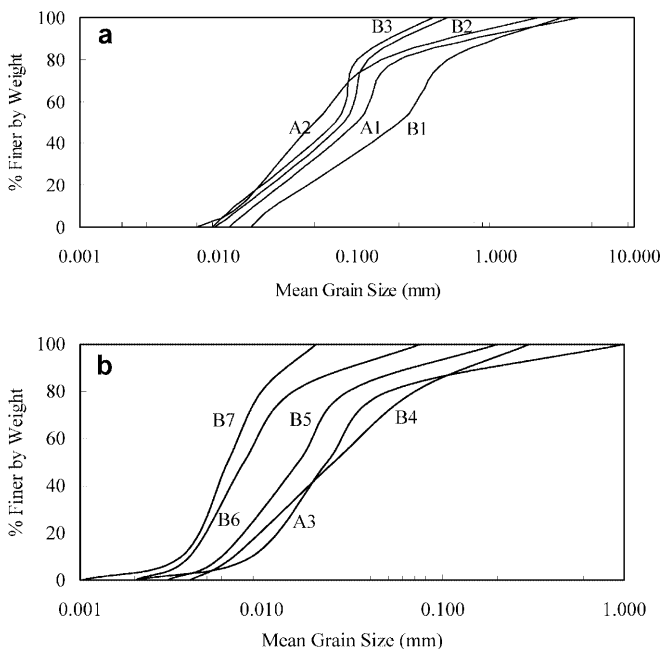 a
100
80
60
40
20
0
% Finer by Weight
B3
B2
A2
A1
B1
0.001
0.010
0.100
1.000
10.000
Mean Grain Size (mm)
b
100
80
60
40
20
0
% Finer by Weight
B7
B5
B4
B6
A3
0.001
0.010
0.100
1.000
Mean Grain Size (mm)